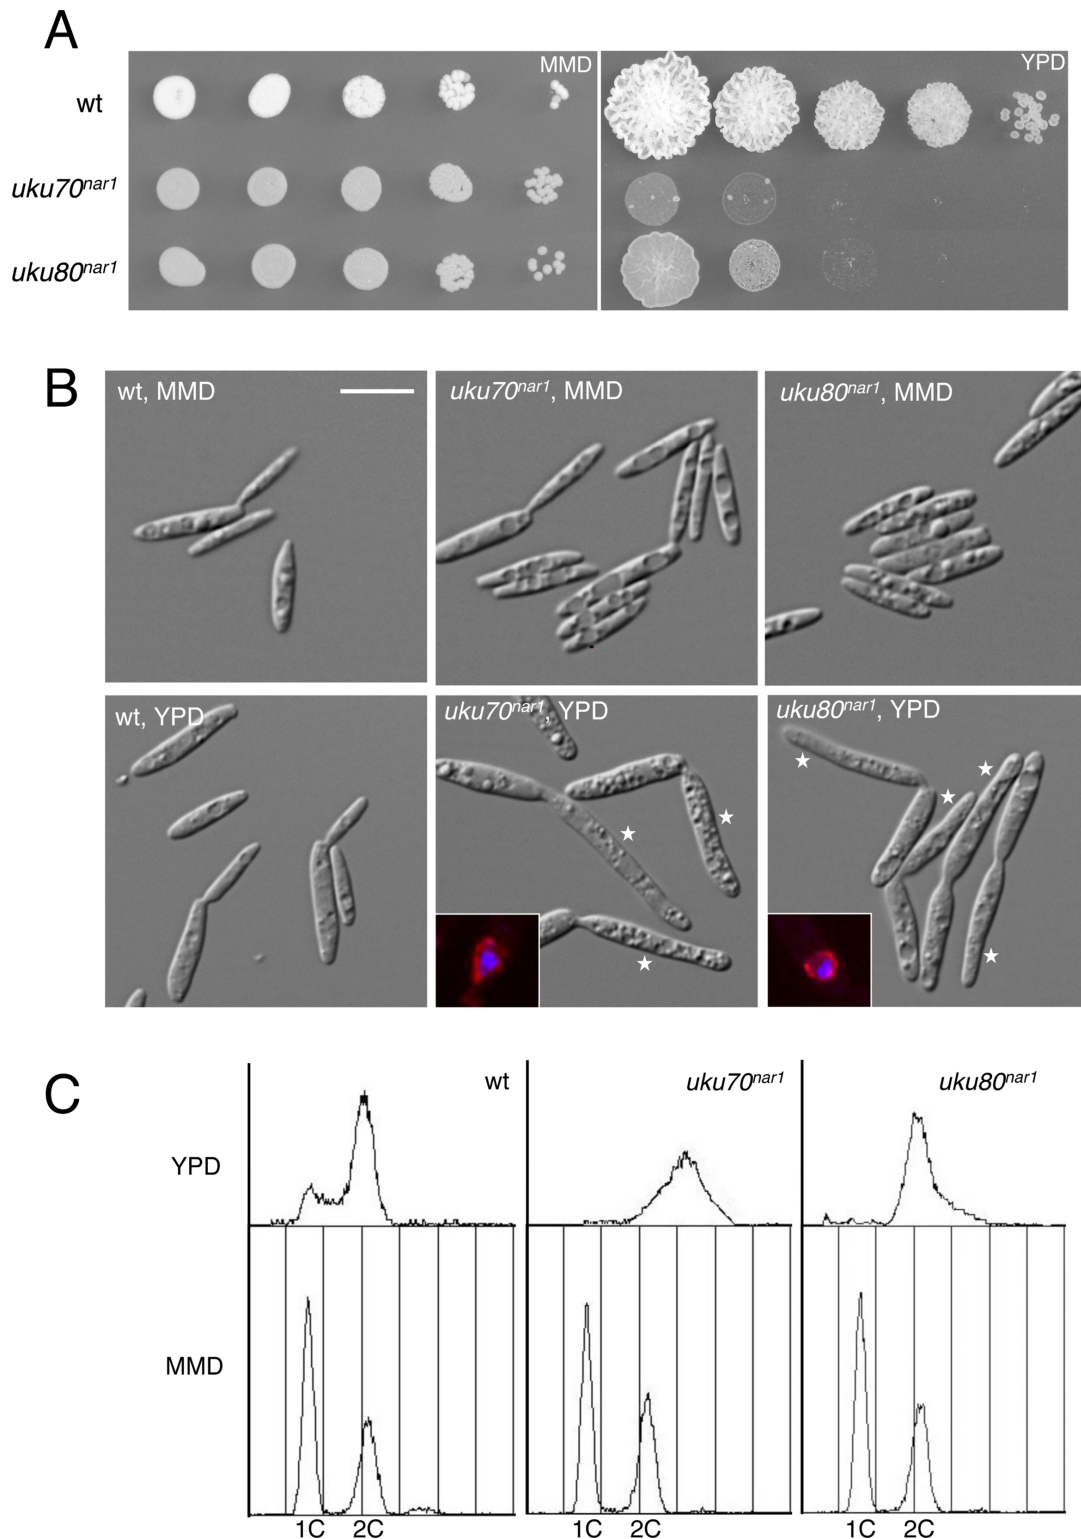 A
MMD
YPD
wt
uku70nar1
uku80nar1
B
wt, MMD
uku70nar1, MMD
uku80nar1, MMD
wt, YPD
uku70nar1, YPD
uku80nar1, YPD
C
wt
uku70nar1
uku80nar1
YPD
MMD
1C 2C 1C 2C 1C 2C